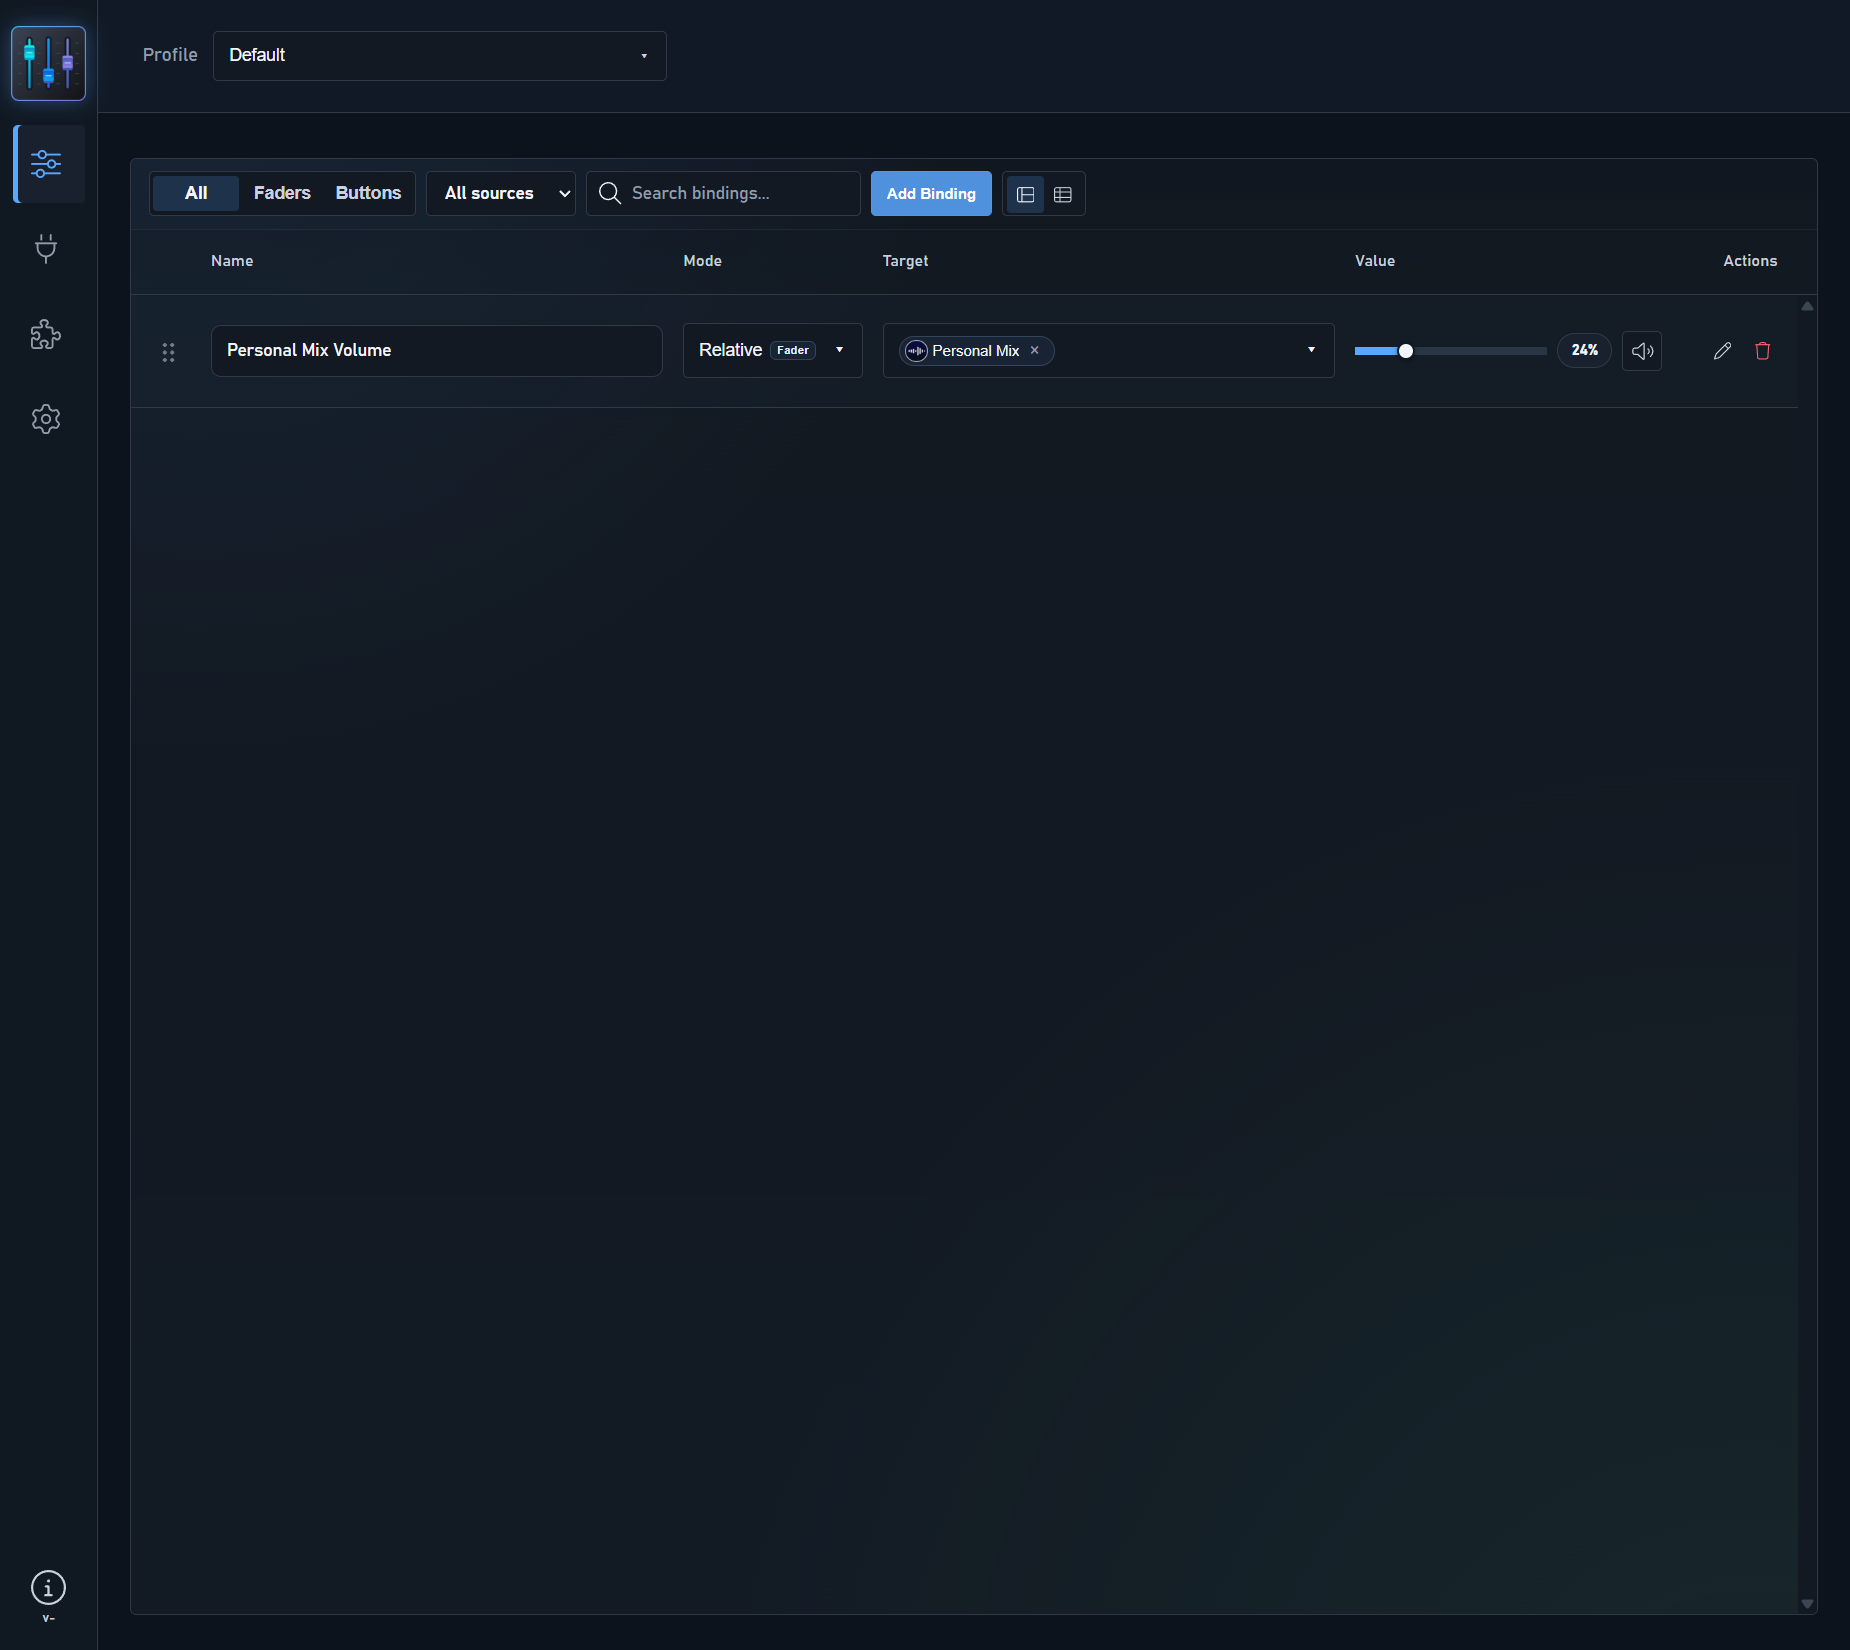 Profile
Default
All
Faders
Buttons
All sources
Search bindings...
Add Binding
Name
Mode
Target
Value
Actions
Personal Mix Volume
Relative
Fader
Personal Mix
24%
v-